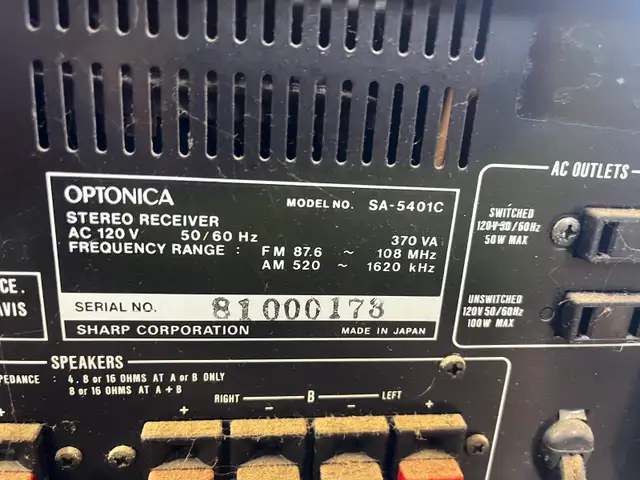 OPTONICA MODEL NO. SA-5401C
STEREO RECEIVER
AC 120 V 50/60 Hz 370 VA
FREQUENCY RANGE : FM 87.6 ~ 108 MHz
AM 520 ~ 1620 kHz
SERIAL NO. 81000173
SHARP CORPORATION MADE IN JAPAN
AC OUTLETS
SWITCHED
120V 50/60Hz
50W MAX
UNSWITCHED
120V 50/60Hz
100W MAX
CE.
AVIS
SPEAKERS
PEDANCE : 4, 8 or 16 OHMS AT A or B ONLY
8 or 16 OHMS AT A + B
RIGHT B LEFT
+ + - - +